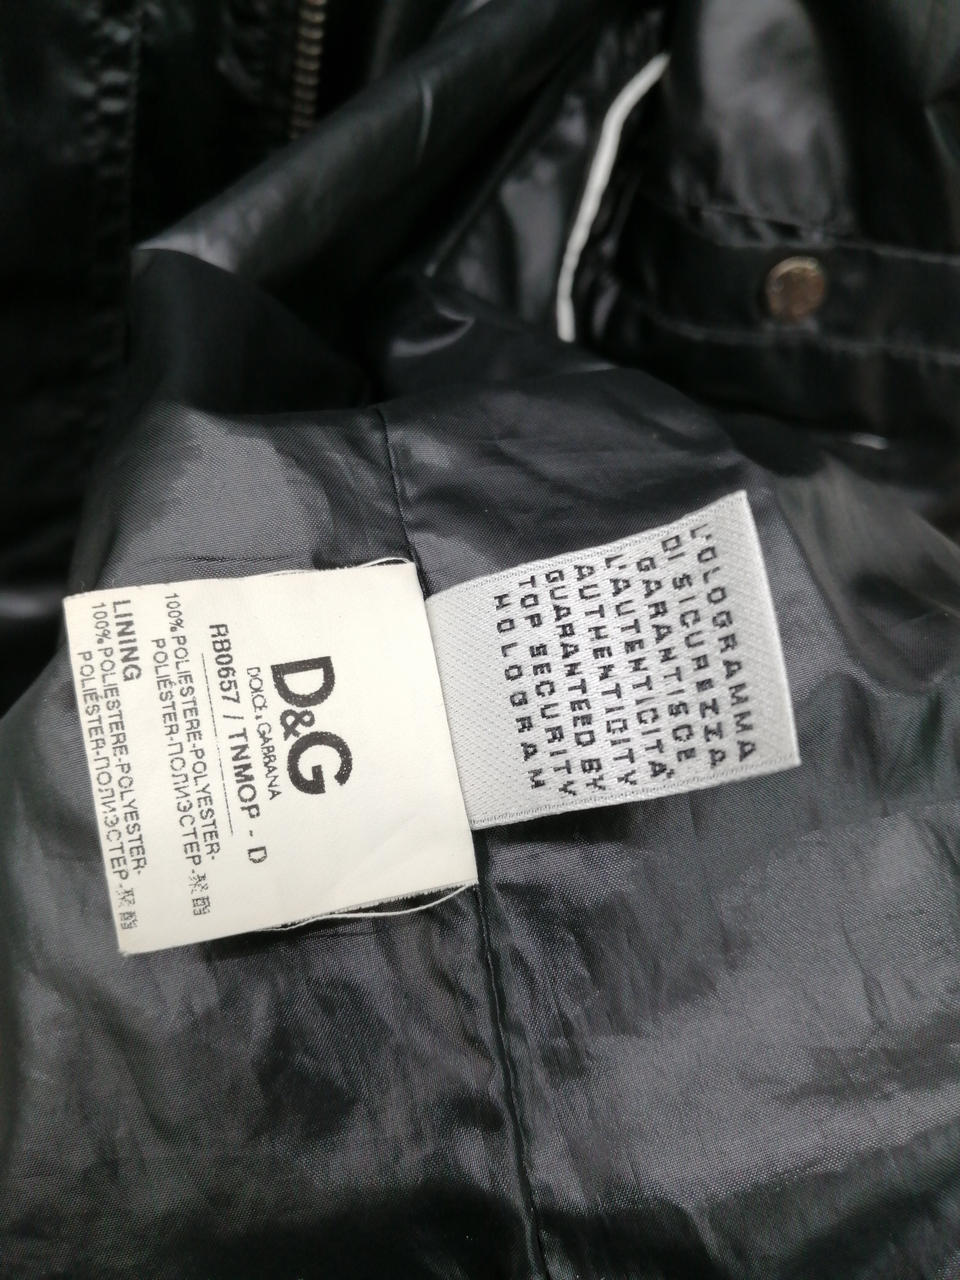 D&G
DOLCE & GABBANA
RB0657 / TNMOP - D
100%POLIESTERE-POLYESTER-
POLIÉSTER-ПОЛИЭСТЕР-聚酯
LINING
100%POLIESTERE-POLYESTER-
POLIÉSTER-ПОЛИЭСТЕР-聚酯
L'OLOGRAMMA
DI SICUREZZA
GARANTISCE
L'AUTENTICITA'
AUTHENTICITY
GUARANTEED BY
TOP SECURITY
HOLOGRAM